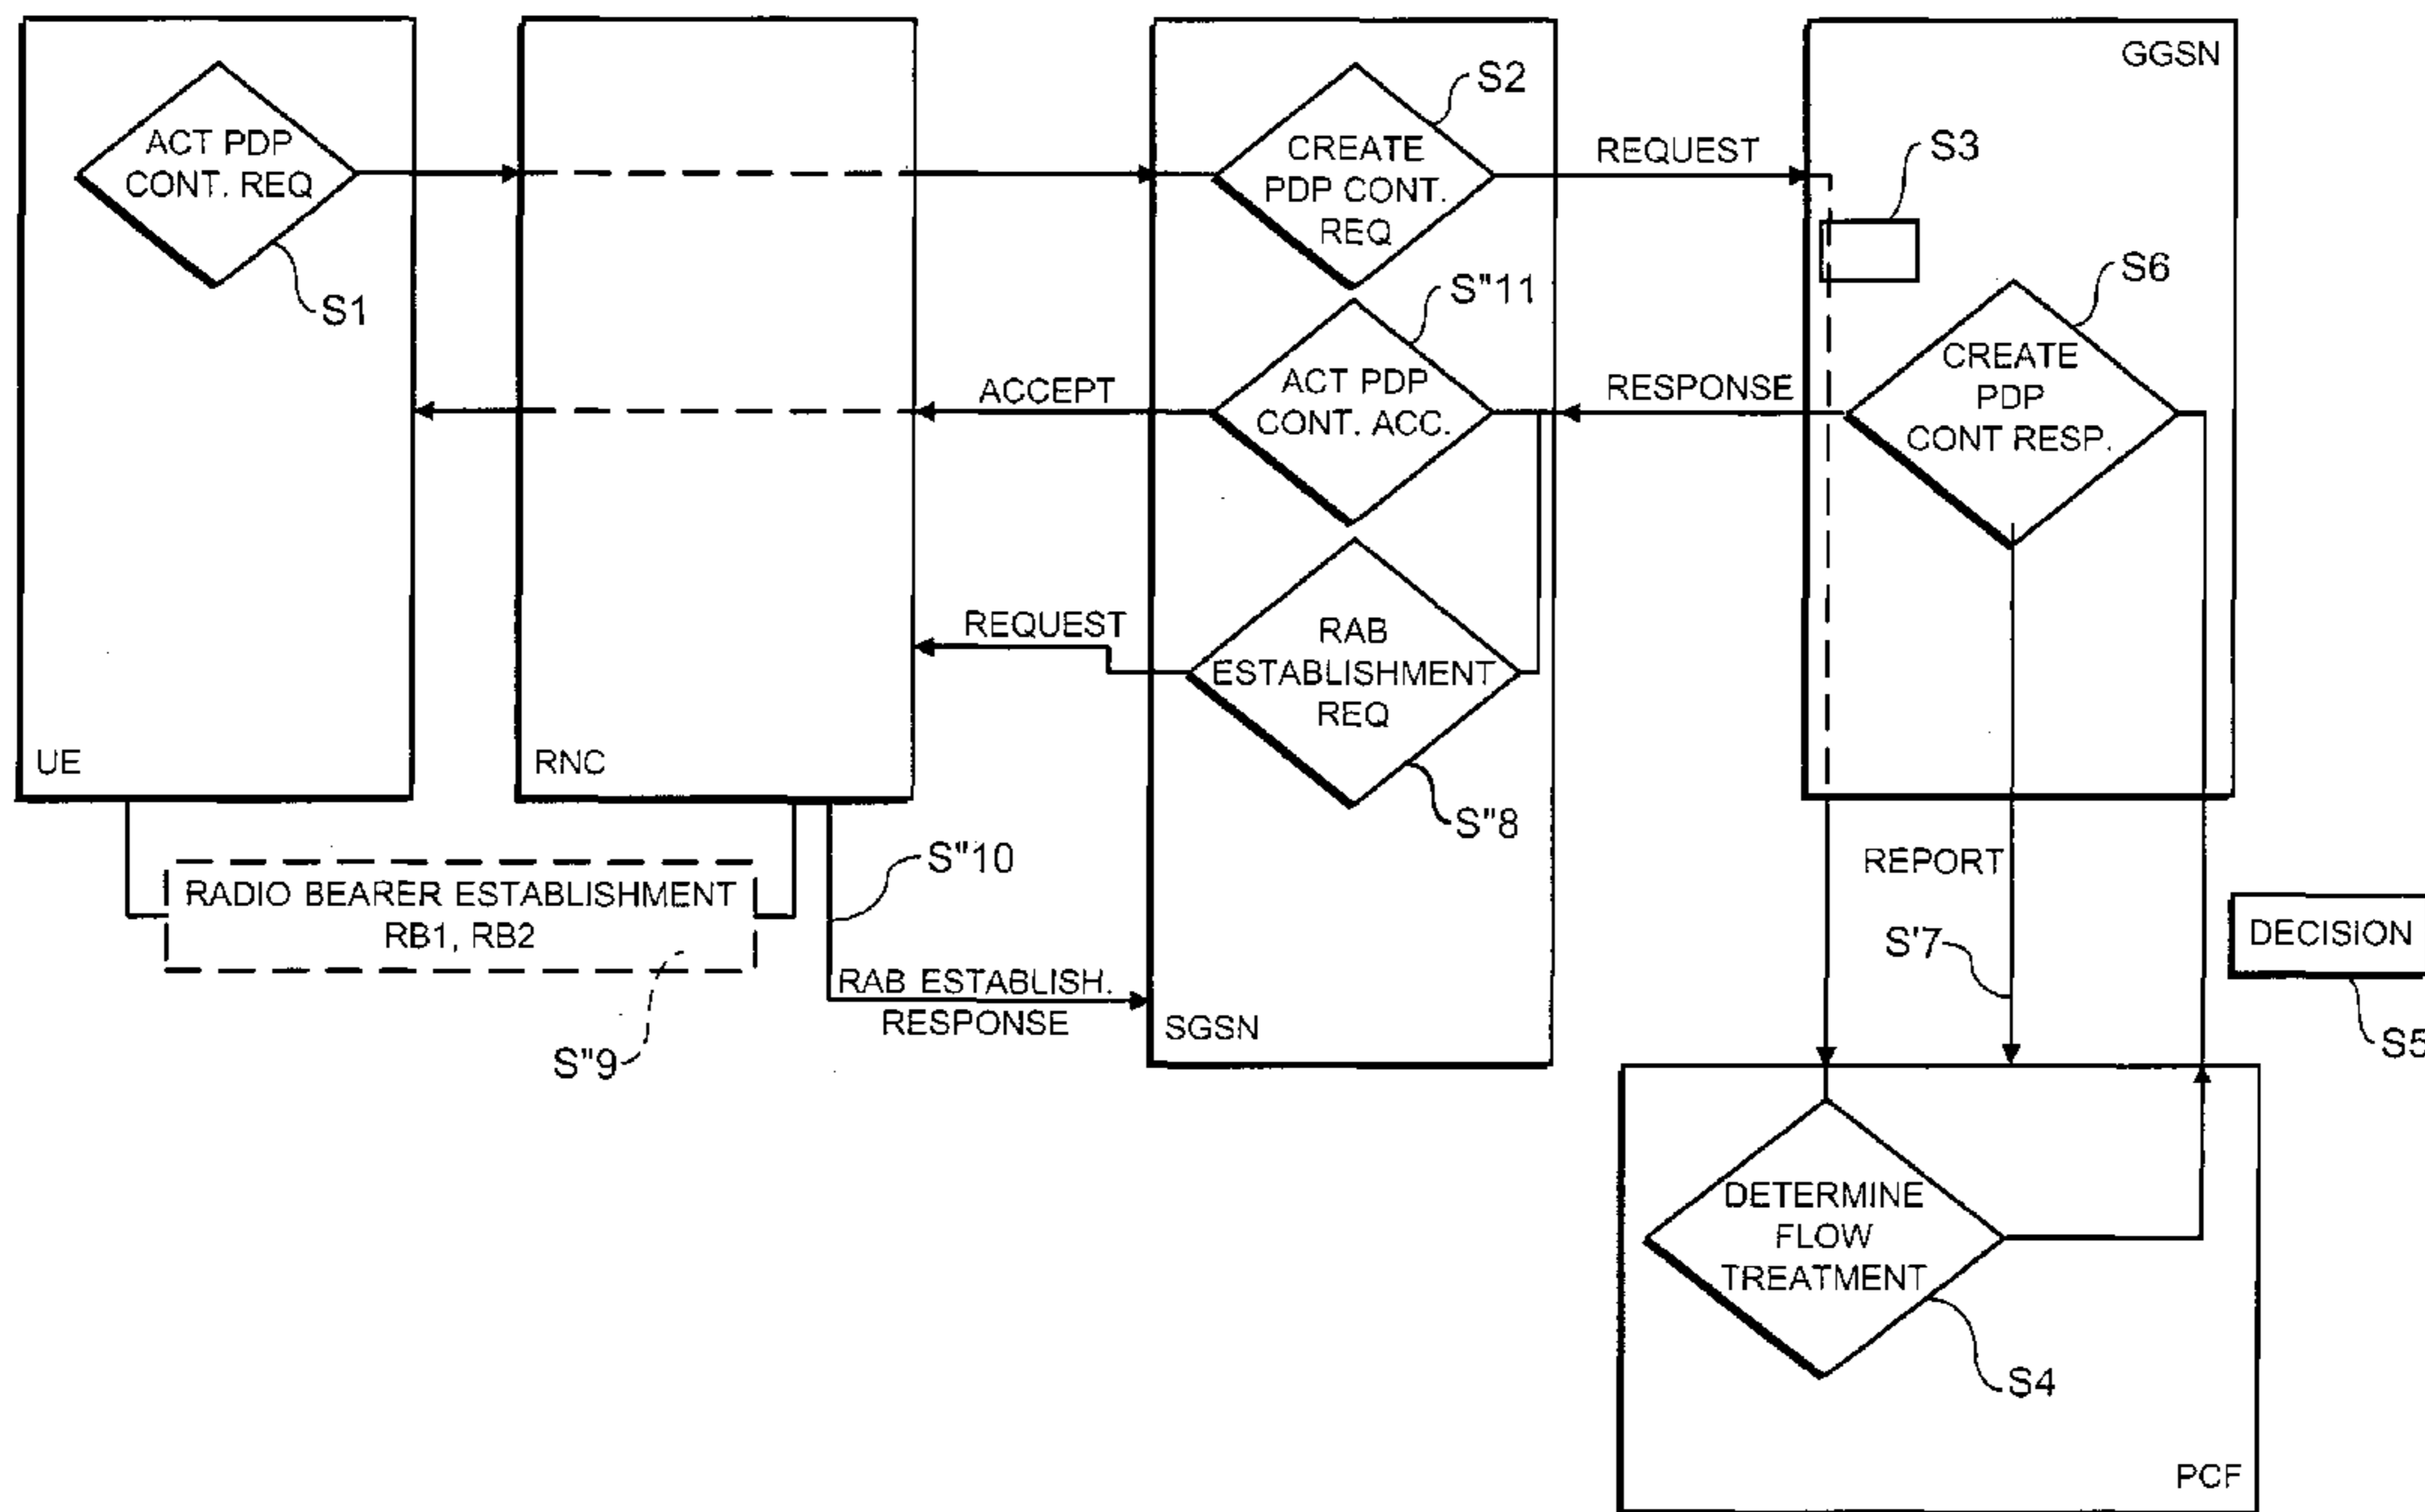 GGSN
ACT PDP
CONT. REQ
S1
CREATE
PDP CONT.
REQ
S2
REQUEST
S3
S6
CREATE
PDP
CONT RESP.
S"11
ACT PDP
CONT. ACC.
ACCEPT
RESPONSE
REQUEST
RAB
ESTABLISHMENT
REQ
S"8
UE
RNC
SGSN
RADIO BEARER ESTABLISHMENT
RB1, RB2
S"9
S"10
RAB ESTABLISH.
RESPONSE
REPORT
S'7
DECISION
S5
DETERMINE
FLOW
TREATMENT
S4
PCF